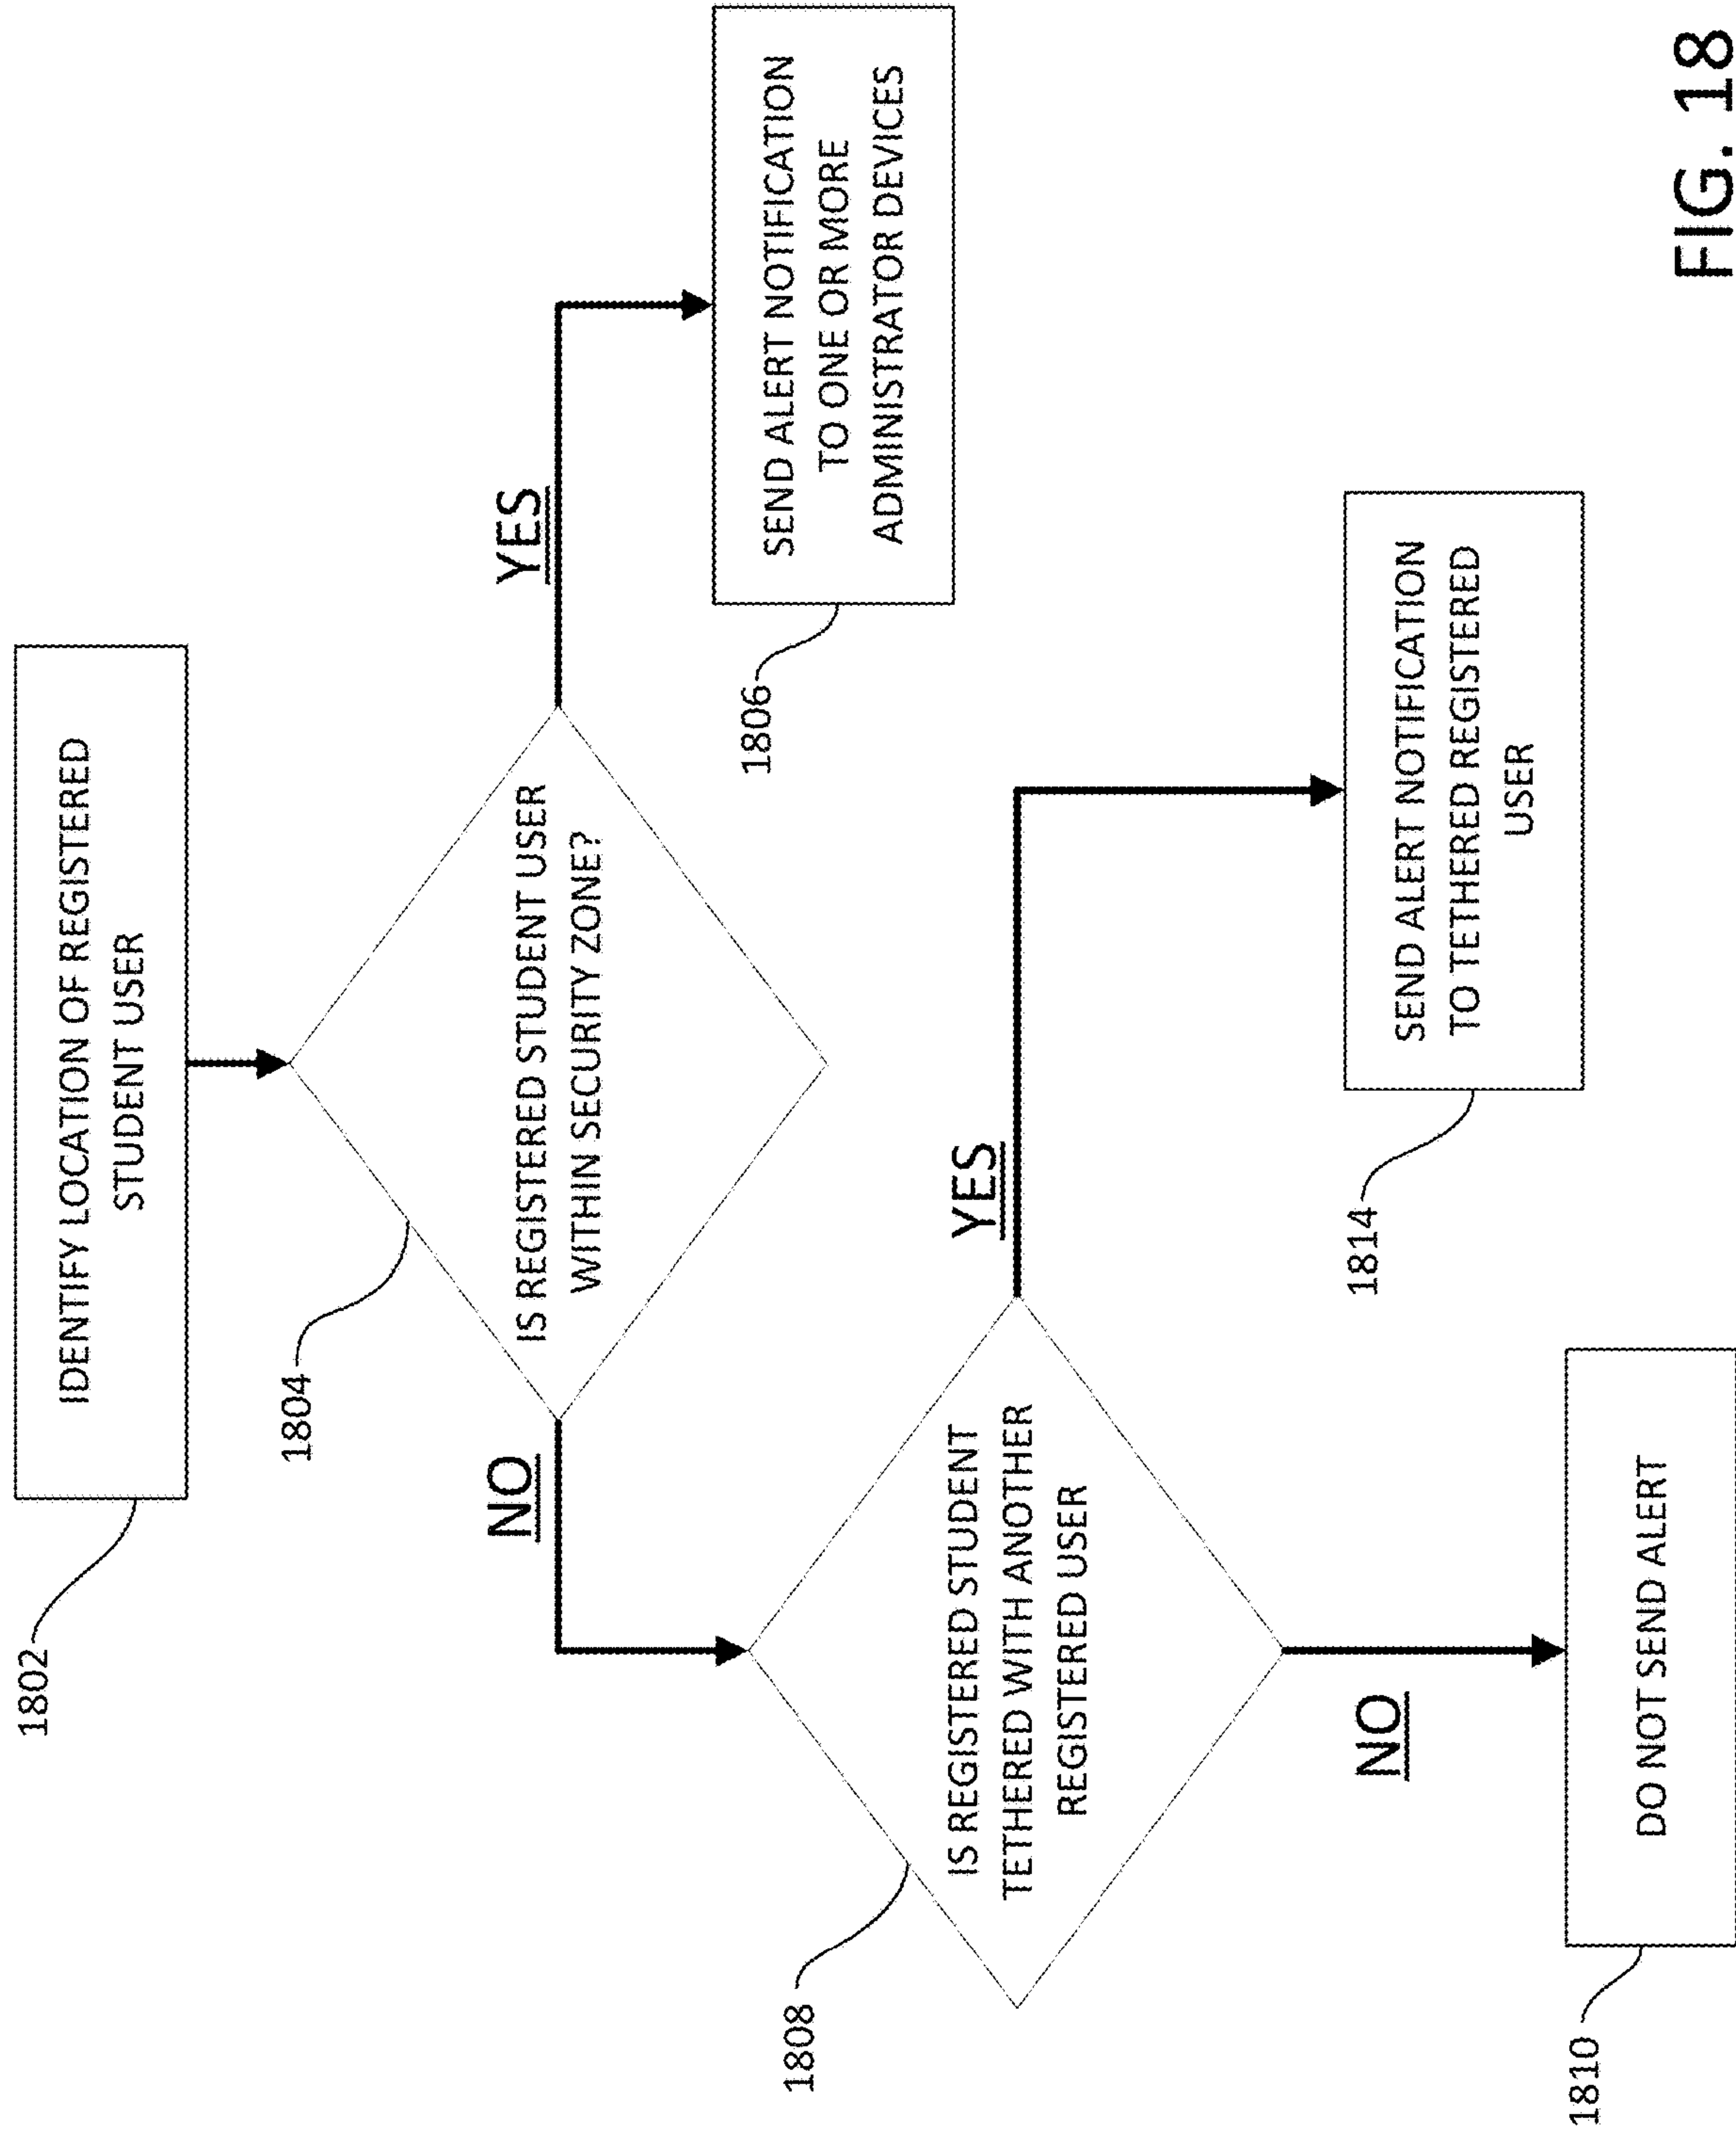 1802
IDENTIFY LOCATION OF REGISTERED
STUDENT USER
1804
IS REGISTERED STUDENT USER
WITHIN SECURITY ZONE?
NO
YES
1806
SEND ALERT NOTIFICATION
TO ONE OR MORE
ADMINISTRATOR DEVICES
1808
IS REGISTERED STUDENT
TETHERED WITH ANOTHER
REGISTERED USER
YES
NO
1814
SEND ALERT NOTIFICATION
TO TETHERED REGISTERED
USER
1810
DO NOT SEND ALERT
FIG. 18